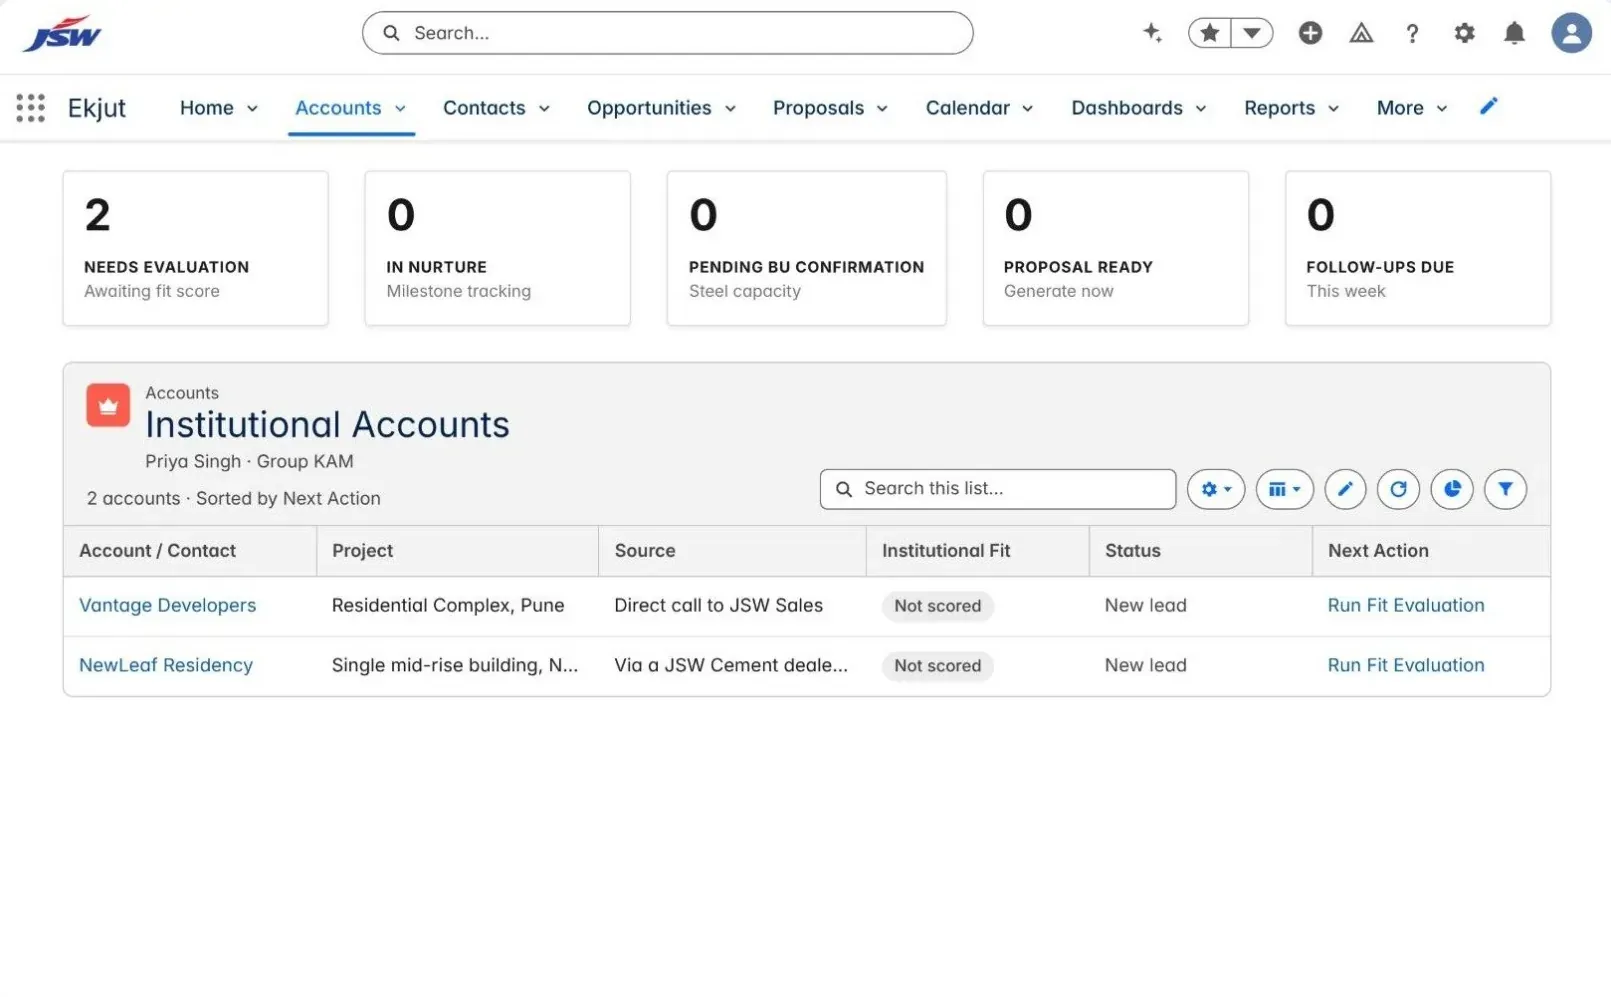 JSW
Search...
Ekjut
Home
Accounts
Contacts
Opportunities
Proposals
Calendar
Dashboards
Reports
More
2
NEEDS EVALUATION
Awaiting fit score
0
IN NURTURE
Milestone tracking
0
PENDING BU CONFIRMATION
Steel capacity
0
PROPOSAL READY
Generate now
0
FOLLOW-UPS DUE
This week
Accounts
Institutional Accounts
Priya Singh · Group KAM
2 accounts · Sorted by Next Action
Search this list...
Account / Contact Project Source Institutional Fit Status Next Action
Vantage Developers Residential Complex, Pune Direct call to JSW Sales Not scored New lead Run Fit Evaluation
NewLeaf Residency Single mid-rise building, N... Via a JSW Cement deale... Not scored New lead Run Fit Evaluation